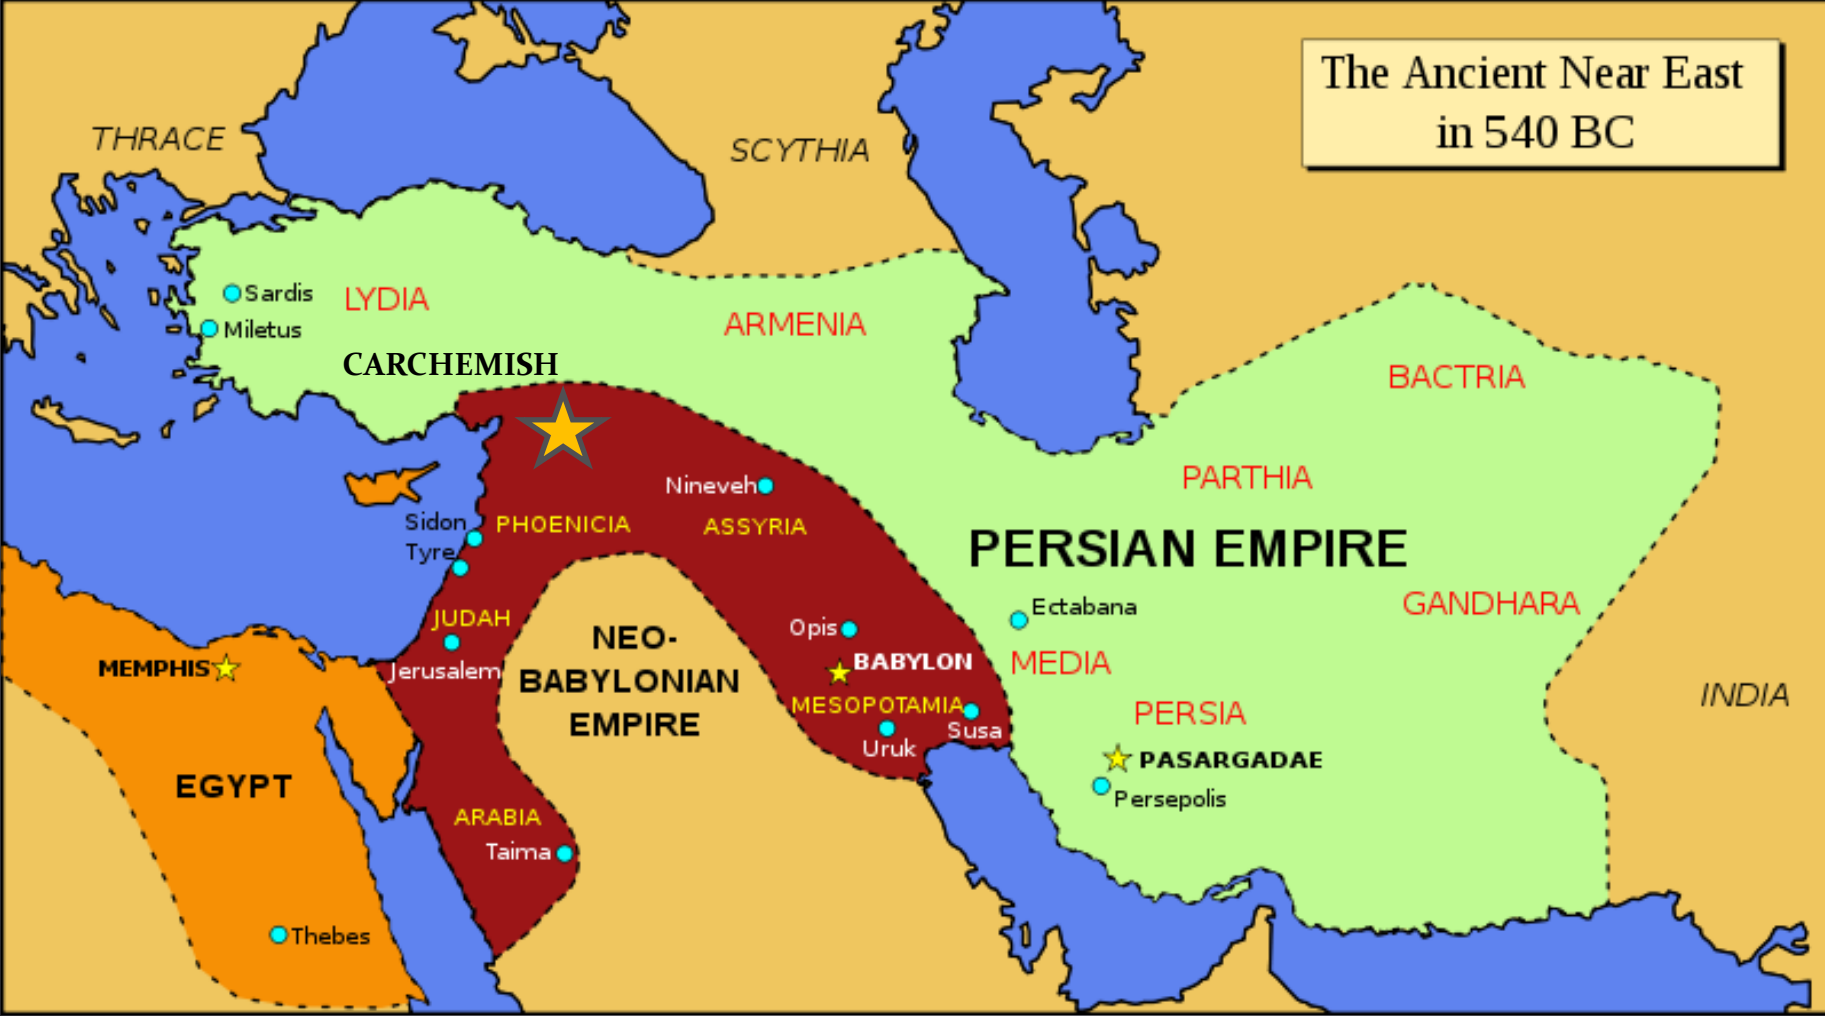 The Ancient Near East
in 540 BC
THRACE
SCYTHIA
Sardis
LYDIA
Miletus
ARMENIA
CARCHEMISH
BACTRIA
PARTHIA
Nineveh
Sidon
PHOENICIA
ASSYRIA
Tyre
PERSIAN EMPIRE
Ectabana
GANDHARA
JUDAH
Jerusalem
NEO-
BABYLONIAN
EMPIRE
Opis
BABYLON
MEDIA
MEMPHIS
MESOPOTAMIA
Susa
Uruk
PERSIA
INDIA
PASARGADAE
Persepolis
EGYPT
ARABIA
Taima
Thebes